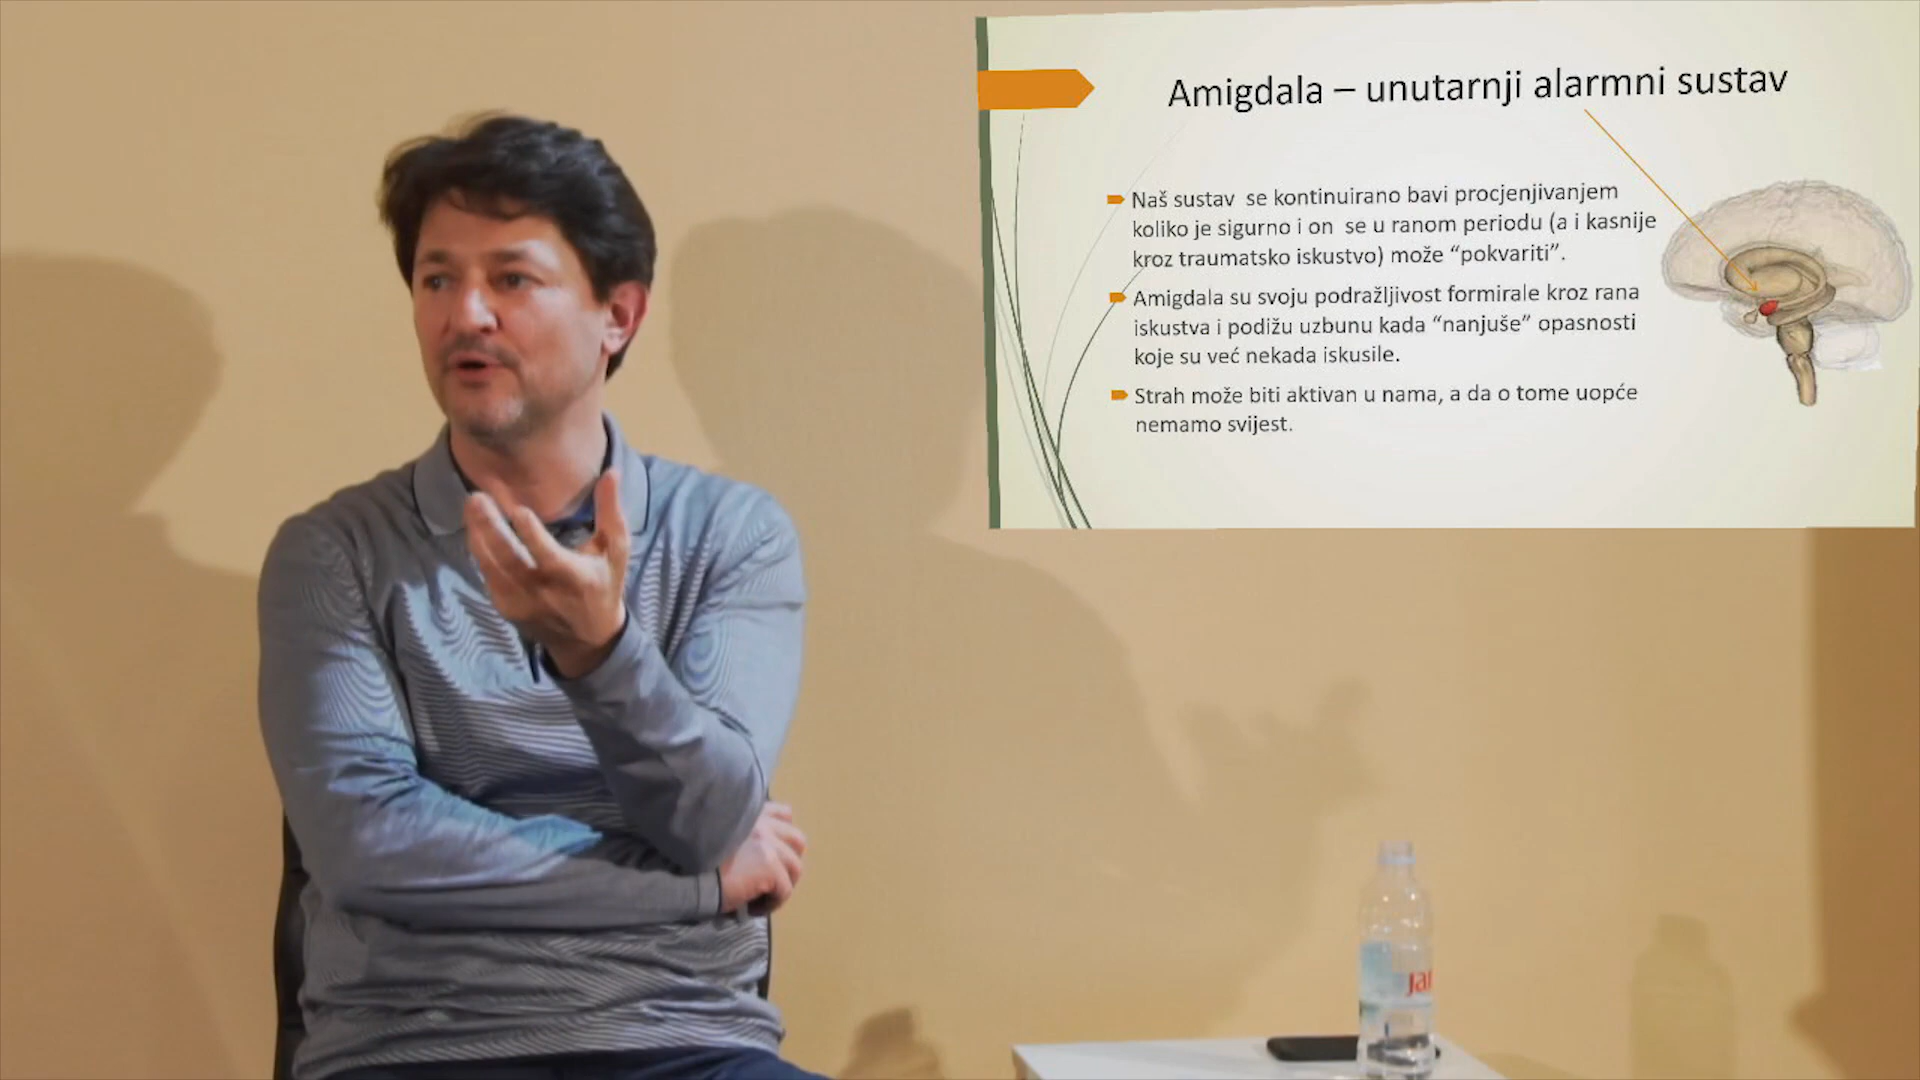 Amigdala – unutarnji alarmni sustav
Naš sustav se kontinuirano bavi procjenjivanjem
koliko je sigurno i on se u ranom periodu (a i kasnije
kroz traumatsko iskustvo) može “pokvariti”.
Amigdala su svoju podražljivost formirale kroz rana
iskustva i podižu uzbunu kada “nanjuše” opasnosti
koje su već nekada iskusile.
Strah može biti aktivan u nama, a da o tome uopće
nemamo svijest.